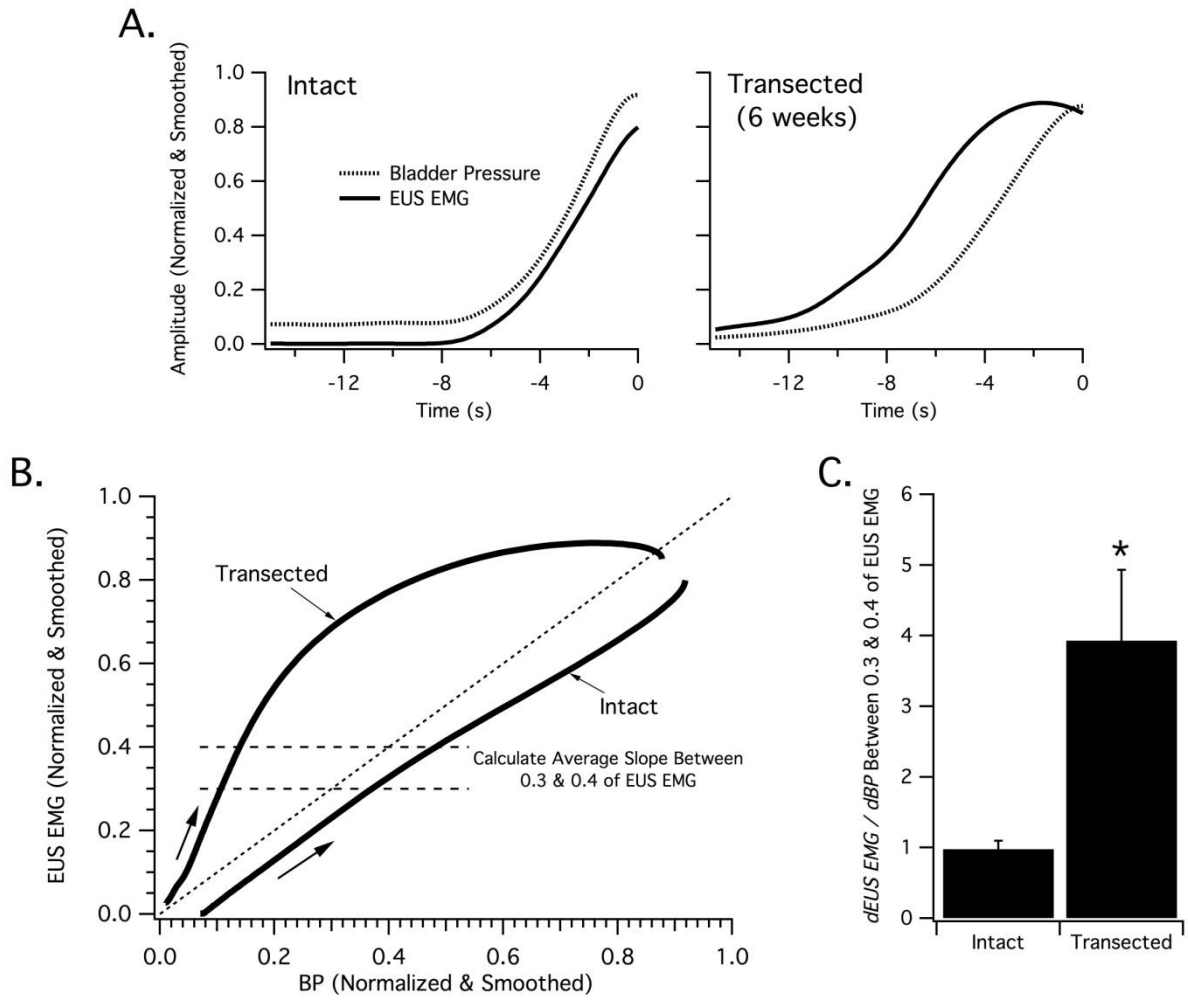 A.
Amplitude (Normalized & Smoothed)
1.0
0.8
0.6
0.4
0.2
0.0
Intact
Bladder Pressure
EUS EMG
-12
-8
-4
0
Time (s)
Transected
(6 weeks)
-12
-8
-4
0
Time (s)
B.
EUS EMG (Normalized & Smoothed)
1.0
0.8
0.6
0.4
0.2
0.0
Transected
Intact
Calculate Average Slope Between
0.3 & 0.4 of EUS EMG
0.0
0.2
0.4
0.6
0.8
1.0
BP (Normalized & Smoothed)
C.
dEUS EMG / dBP Between 0.3 & 0.4 of EUS EMG
6
5
4
3
2
1
0
*
Intact
Transected